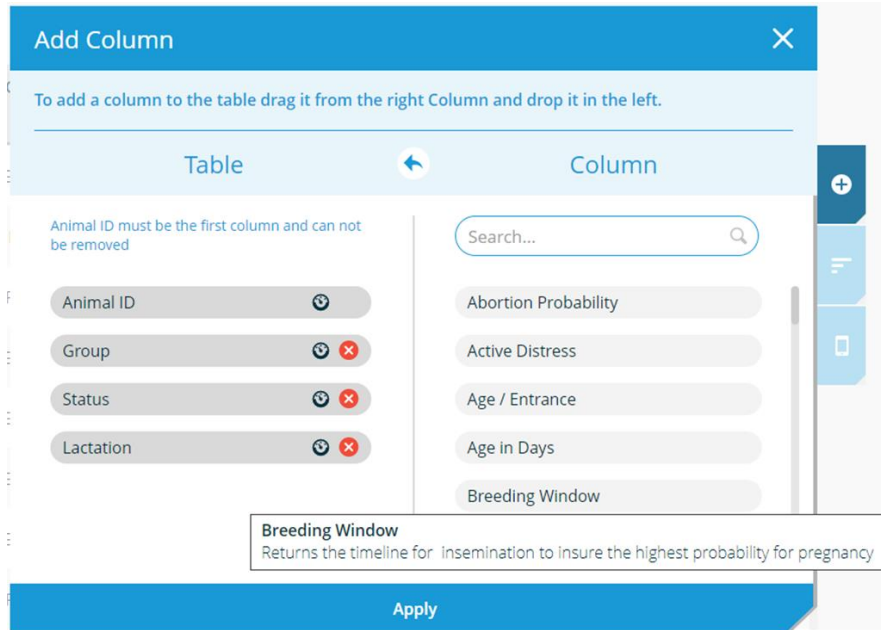 Add Column
To add a column to the table drag it from the right Column and drop it in the left.
Table
Column
Animal ID must be the first column and can not
be removed
Animal ID
Group
Status
Lactation
Search...
Abortion Probability
Active Distress
Age / Entrance
Age in Days
Breeding Window
Breeding Window
Returns the timeline for insemination to insure the highest probability for pregnancy
Apply